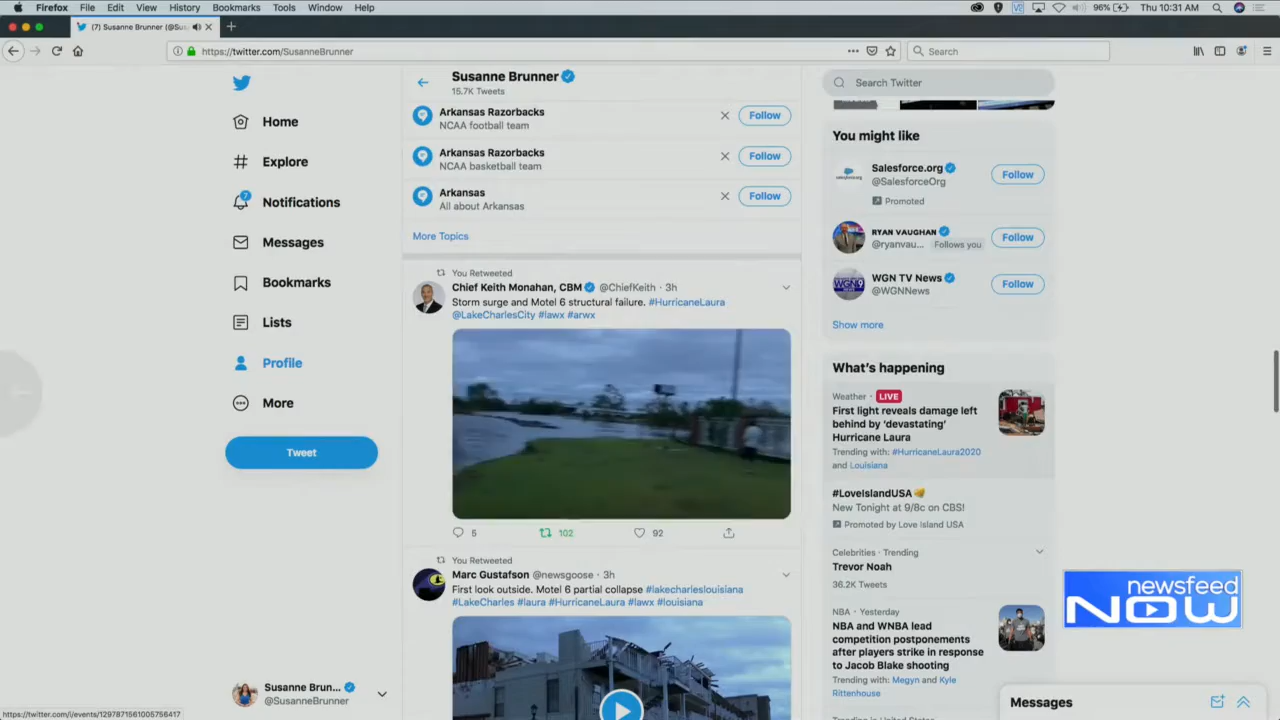 Firefox File Edit View History Bookmarks Tools Window Help
96% Thu 10:31 AM
(7) Susanne Brunner (@Su
https://twitter.com/SusanneBrunner
Search
Susanne Brunner
15.7K Tweets
Search Twitter
Home
Explore
7
Notifications
Messages
Bookmarks
Lists
Profile
More
Tweet
Susanne Brun...
@SusanneBrunner
Arkansas Razorbacks
NCAA football team
Follow
Arkansas Razorbacks
NCAA basketball team
Follow
Arkansas
All about Arkansas
Follow
More Topics
You Retweeted
Chief Keith Monahan, CBM @ChiefKeith · 3h
Storm surge and Motel 6 structural failure. #HurricaneLaura
@LakeCharlesCity #lawx #arwx
5 102 92
You Retweeted
Marc Gustafson @newsgoose · 3h
First look outside. Motel 6 partial collapse #lakecharleslouisiana
#LakeCharles #laura #HurricaneLaura #lawx #louisiana
You might like
Salesforce.org
@SalesforceOrg
Follow
Promoted
RYAN VAUGHAN
@ryanvau... Follows you
Follow
WGN TV News
@WGNNews
Follow
Show more
What's happening
Weather · LIVE
First light reveals damage left
behind by 'devastating'
Hurricane Laura
Trending with: #HurricaneLaura2020
and Louisiana
#LoveIslandUSA
New Tonight at 9/8c on CBS!
Promoted by Love Island USA
Celebrities · Trending
Trevor Noah
36.2K Tweets
NBA · Yesterday
NBA and WNBA lead
competition postponements
after players strike in response
to Jacob Blake shooting
Trending with: Megyn and Kyle
Rittenhouse
Messages
newsfeed
NOW
https://twitter.com/i/events/1297871561005756417